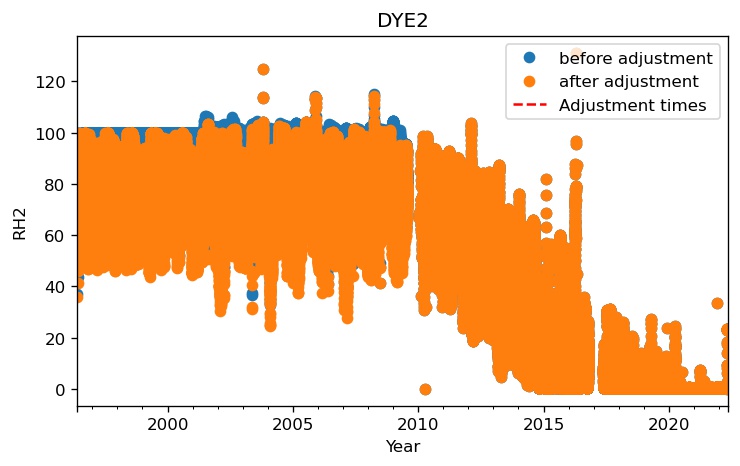 DYE2
before adjustment
after adjustment
Adjustment times
RH2
120
100
80
60
40
20
0
2000 2005 2010 2015 2020
Year